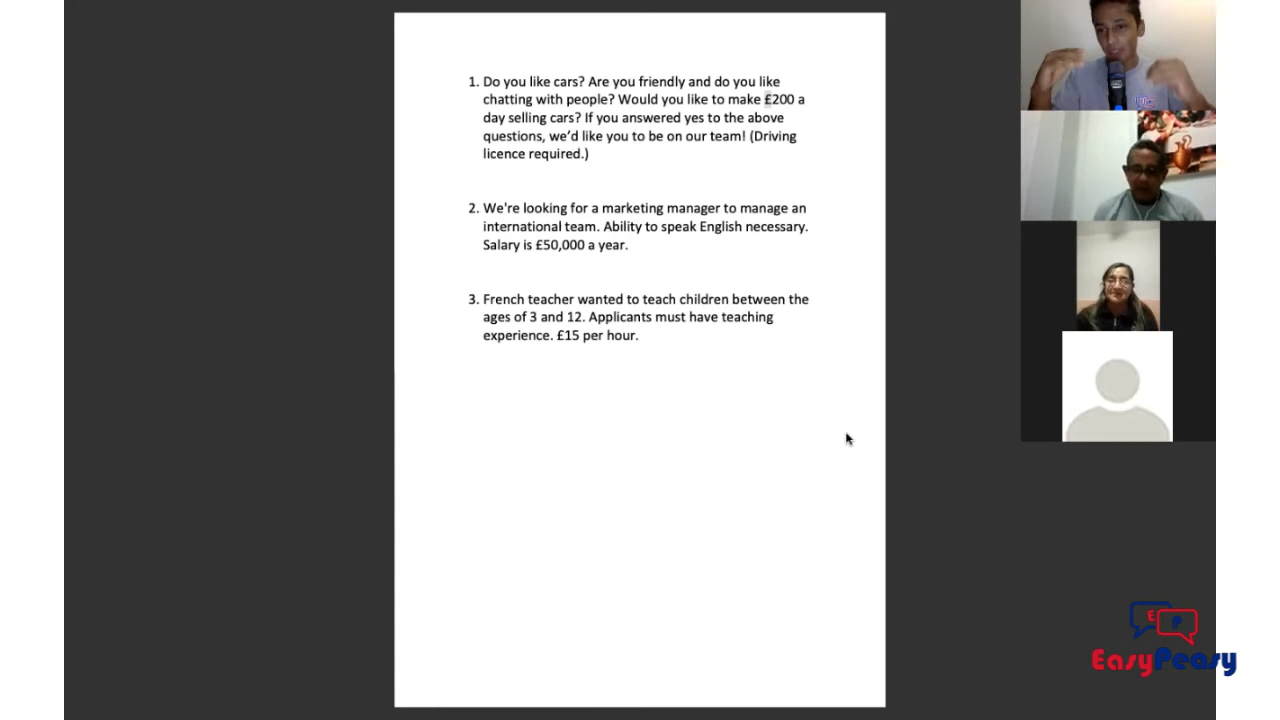 1. Do you like cars? Are you friendly and do you like
chatting with people? Would you like to make £200 a
day selling cars? If you answered yes to the above
questions, we’d like you to be on our team! (Driving
licence required.)
2. We're looking for a marketing manager to manage an
international team. Ability to speak English necessary.
Salary is £50,000 a year.
3. French teacher wanted to teach children between the
ages of 3 and 12. Applicants must have teaching
experience. £15 per hour.
E P
EasyPeasy